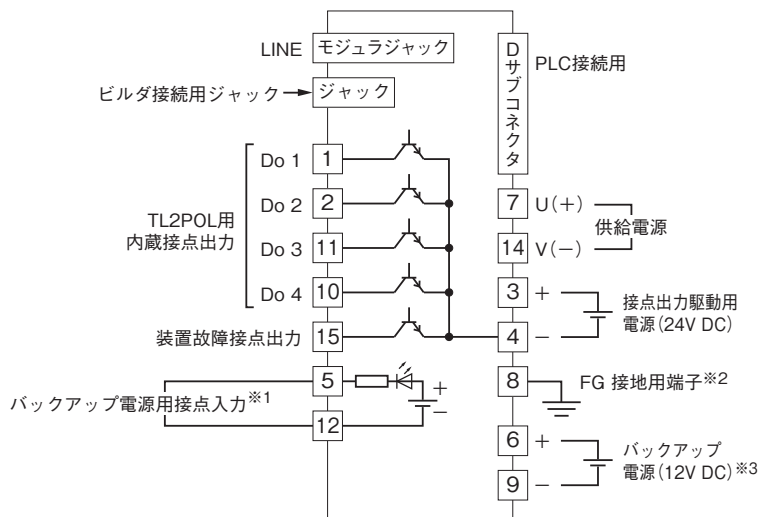 LINE モジュラジャック
ビルダ接続用ジャック ジャック
Dサブコネクタ
PLC接続用
TL2POL用
内蔵接点出力
Do 1 1
Do 2 2
Do 3 11
Do 4 10
装置故障接点出力 15
バックアップ電源用接点入力※1
5
12
+
−
7 U(+)
14 V(−)
供給電源
3 +
4 −
接点出力駆動用
電源(24V DC)
8 FG 接地用端子※2
6 +
9 −
バックアップ
電源(12V DC)※3